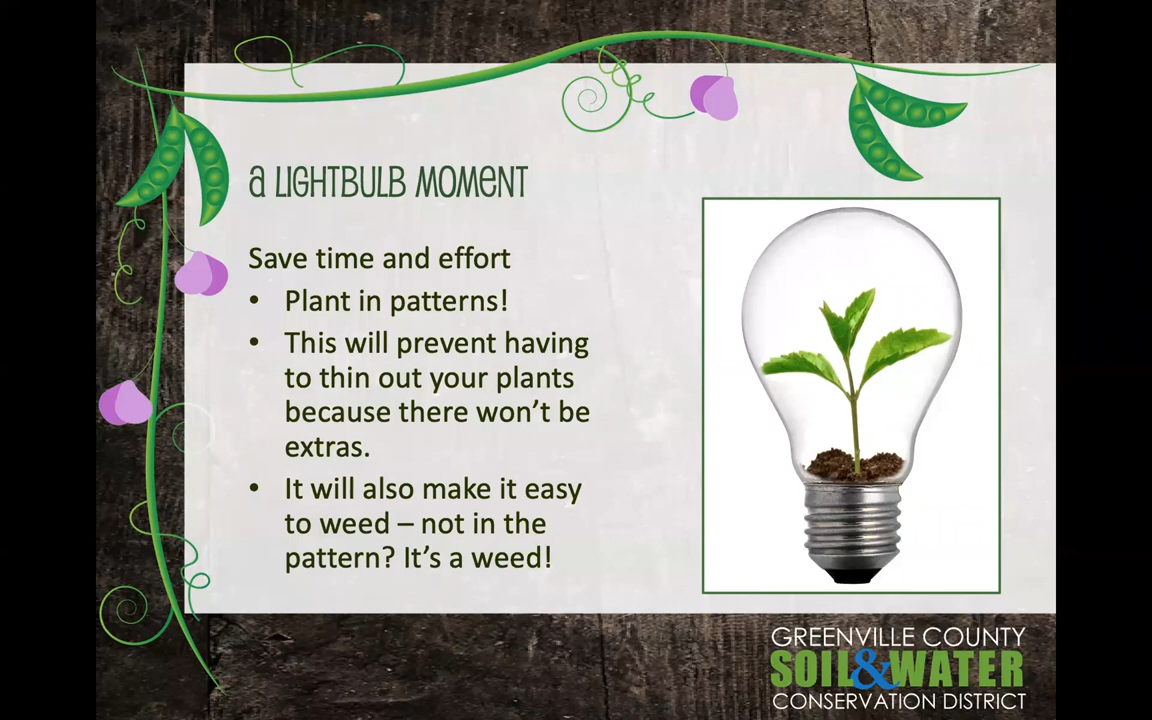 a LIGHTBULB MOMENT
Save time and effort
• Plant in patterns!
• This will prevent having
to thin out your plants
because there won’t be
extras.
• It will also make it easy
to weed – not in the
pattern? It’s a weed!
GREENVILLE COUNTY
SOIL&WATER
CONSERVATION DISTRICT